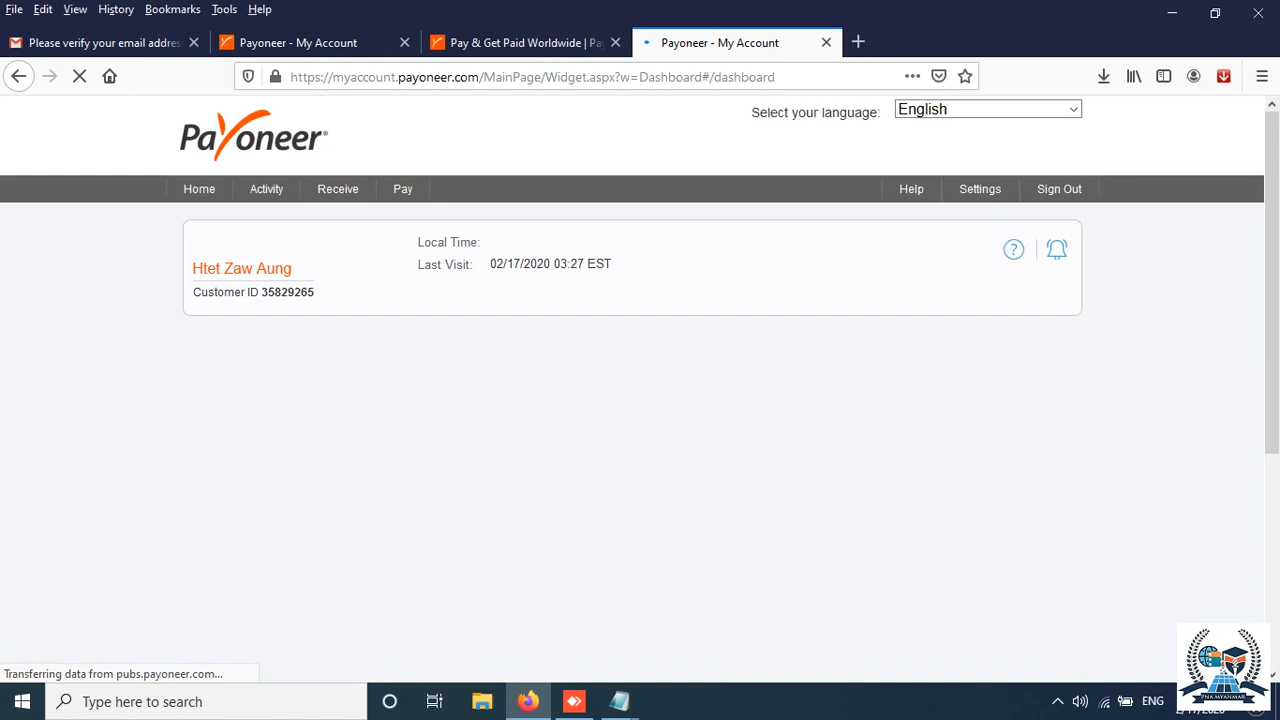 File Edit View History Bookmarks Tools Help
Please verify your email addres
Payoneer - My Account
Pay & Get Paid Worldwide | Pa
Payoneer - My Account
https://myaccount.payoneer.com/MainPage/Widget.aspx?w=Dashboard#/dashboard
Select your language: English
Payoneer
Home Activity Receive Pay Help Settings Sign Out
Local Time:
Htet Zaw Aung
Last Visit: 02/17/2020 03:27 EST
Customer ID 35829265
Transferring data from pubs.payoneer.com...
PNA MYANMAR
Type here to search
ENG